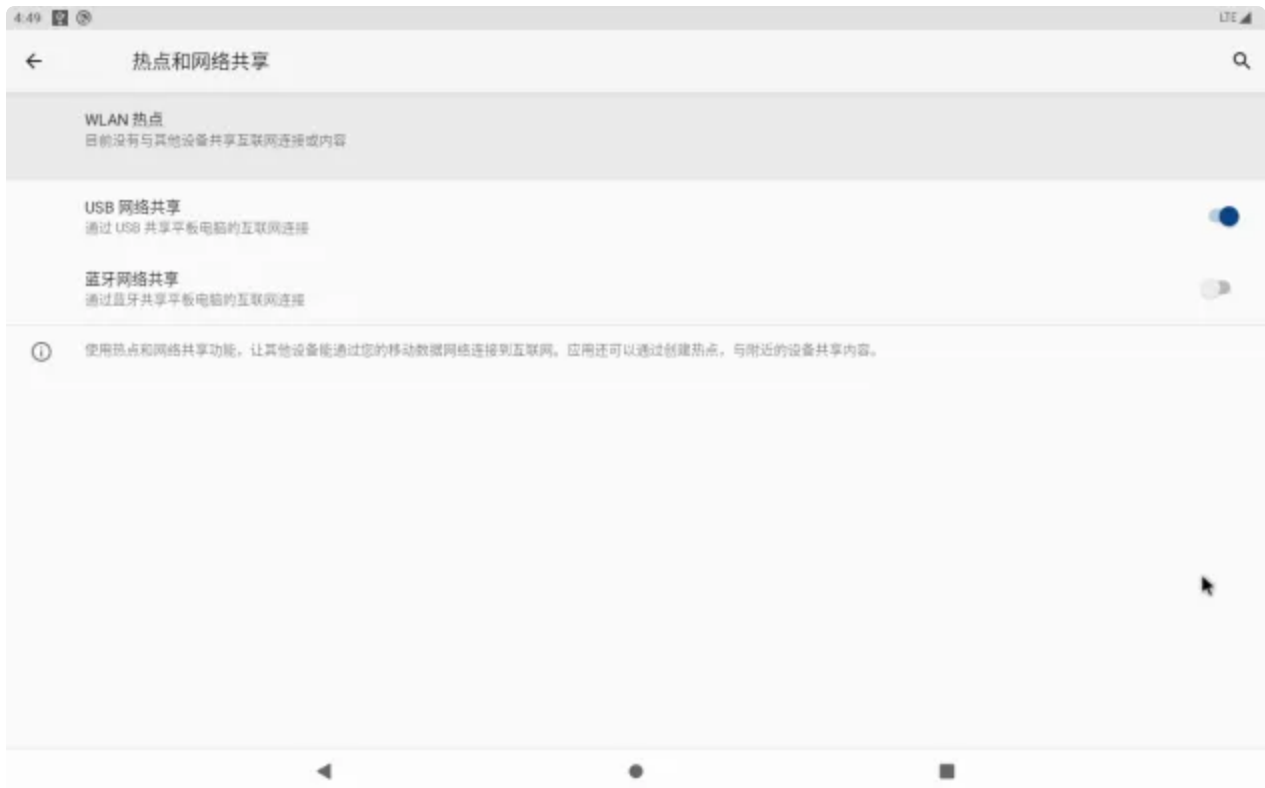 4:49
LTE
热点和网络共享
WLAN 热点
目前没有与其他设备共享互联网连接或内容
USB 网络共享
通过 USB 共享平板电脑的互联网连接
蓝牙网络共享
通过蓝牙共享平板电脑的互联网连接
使用热点和网络共享功能，让其他设备能通过您的移动数据网络连接到互联网。应用还可以通过创建热点，与附近的设备共享内容。